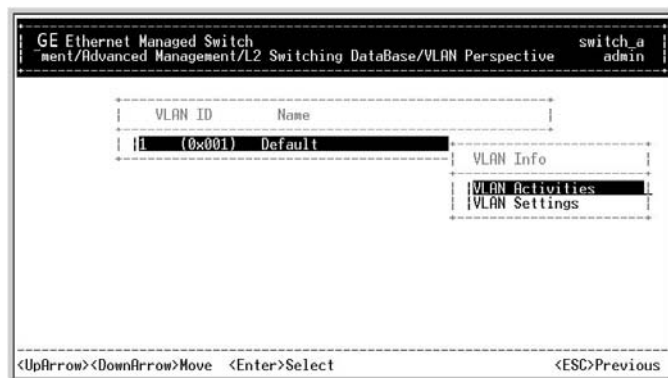 GE Ethernet Managed Switch switch_a
ment/Advanced Management/L2 Switching DataBase/VLAN Perspective admin
VLAN ID Name
1 (0x001) Default
VLAN Info
VLAN Activities
VLAN Settings
<UpArrow><DownArrow>Move <Enter>Select <ESC>Previous